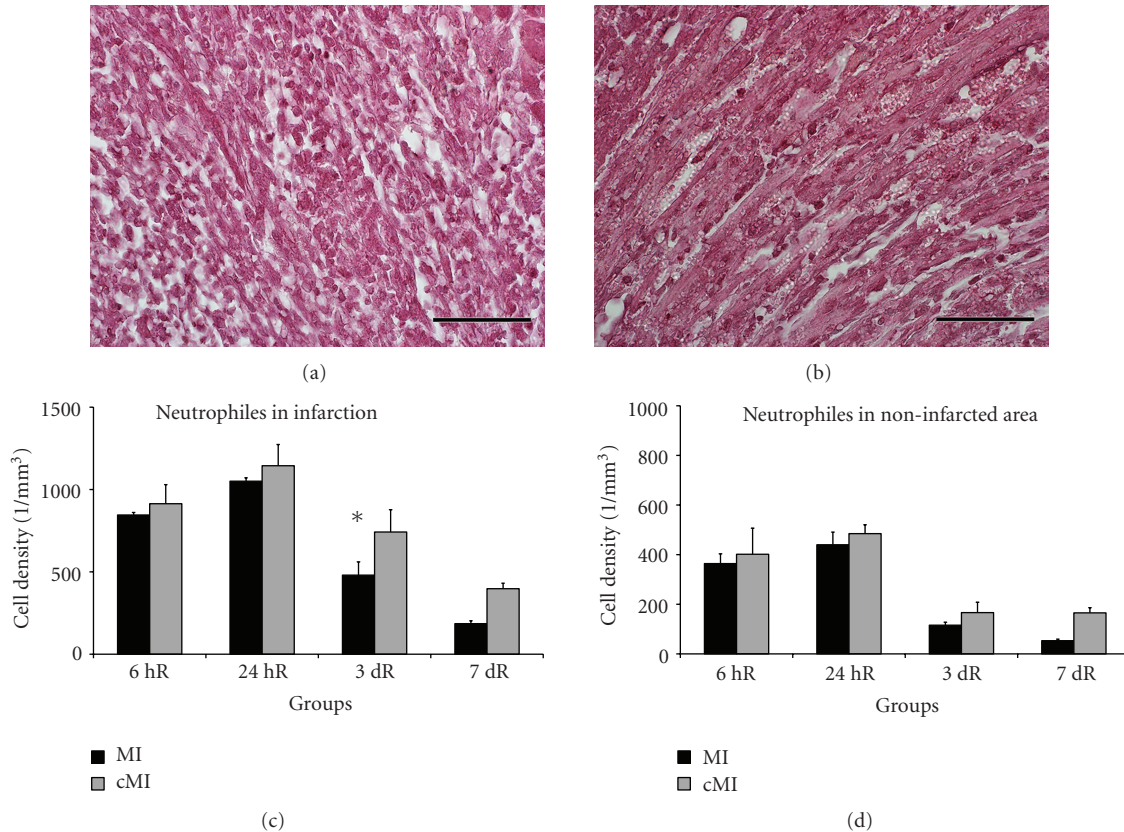 (a)
(b)
Neutrophiles in infarction
Cell density (1/mm³)
1500
1000
500
0
*
6 hR 24 hR 3 dR 7 dR
Groups
MI
cMI
(c)
Neutrophiles in non-infarcted area
Cell density (1/mm³)
1000
800
600
400
200
0
6 hR 24 hR 3 dR 7 dR
Groups
MI
cMI
(d)